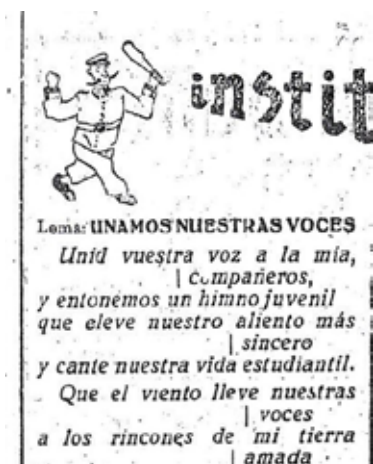 instit
Lema: UNAMOS NUESTRAS VOCES
Unid vuestra voz a la mía,
| compañeros,
y entonemos un himno juvenil
que eleve nuestro aliento más
| sincero
y cante nuestra vida estudiantil.
Que el viento lleve nuestras
| voces
a los rincones de mi tierra
| amada